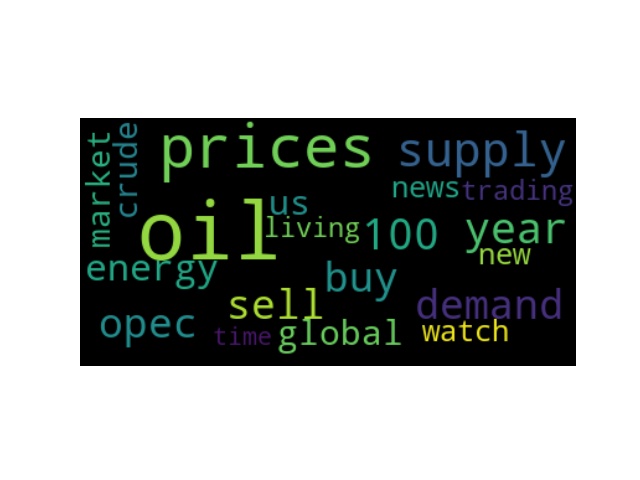 market
crude
prices
supply
news
trading
oil
us
living
100
year
new
energy
buy
sell
demand
opec
time
global
watch